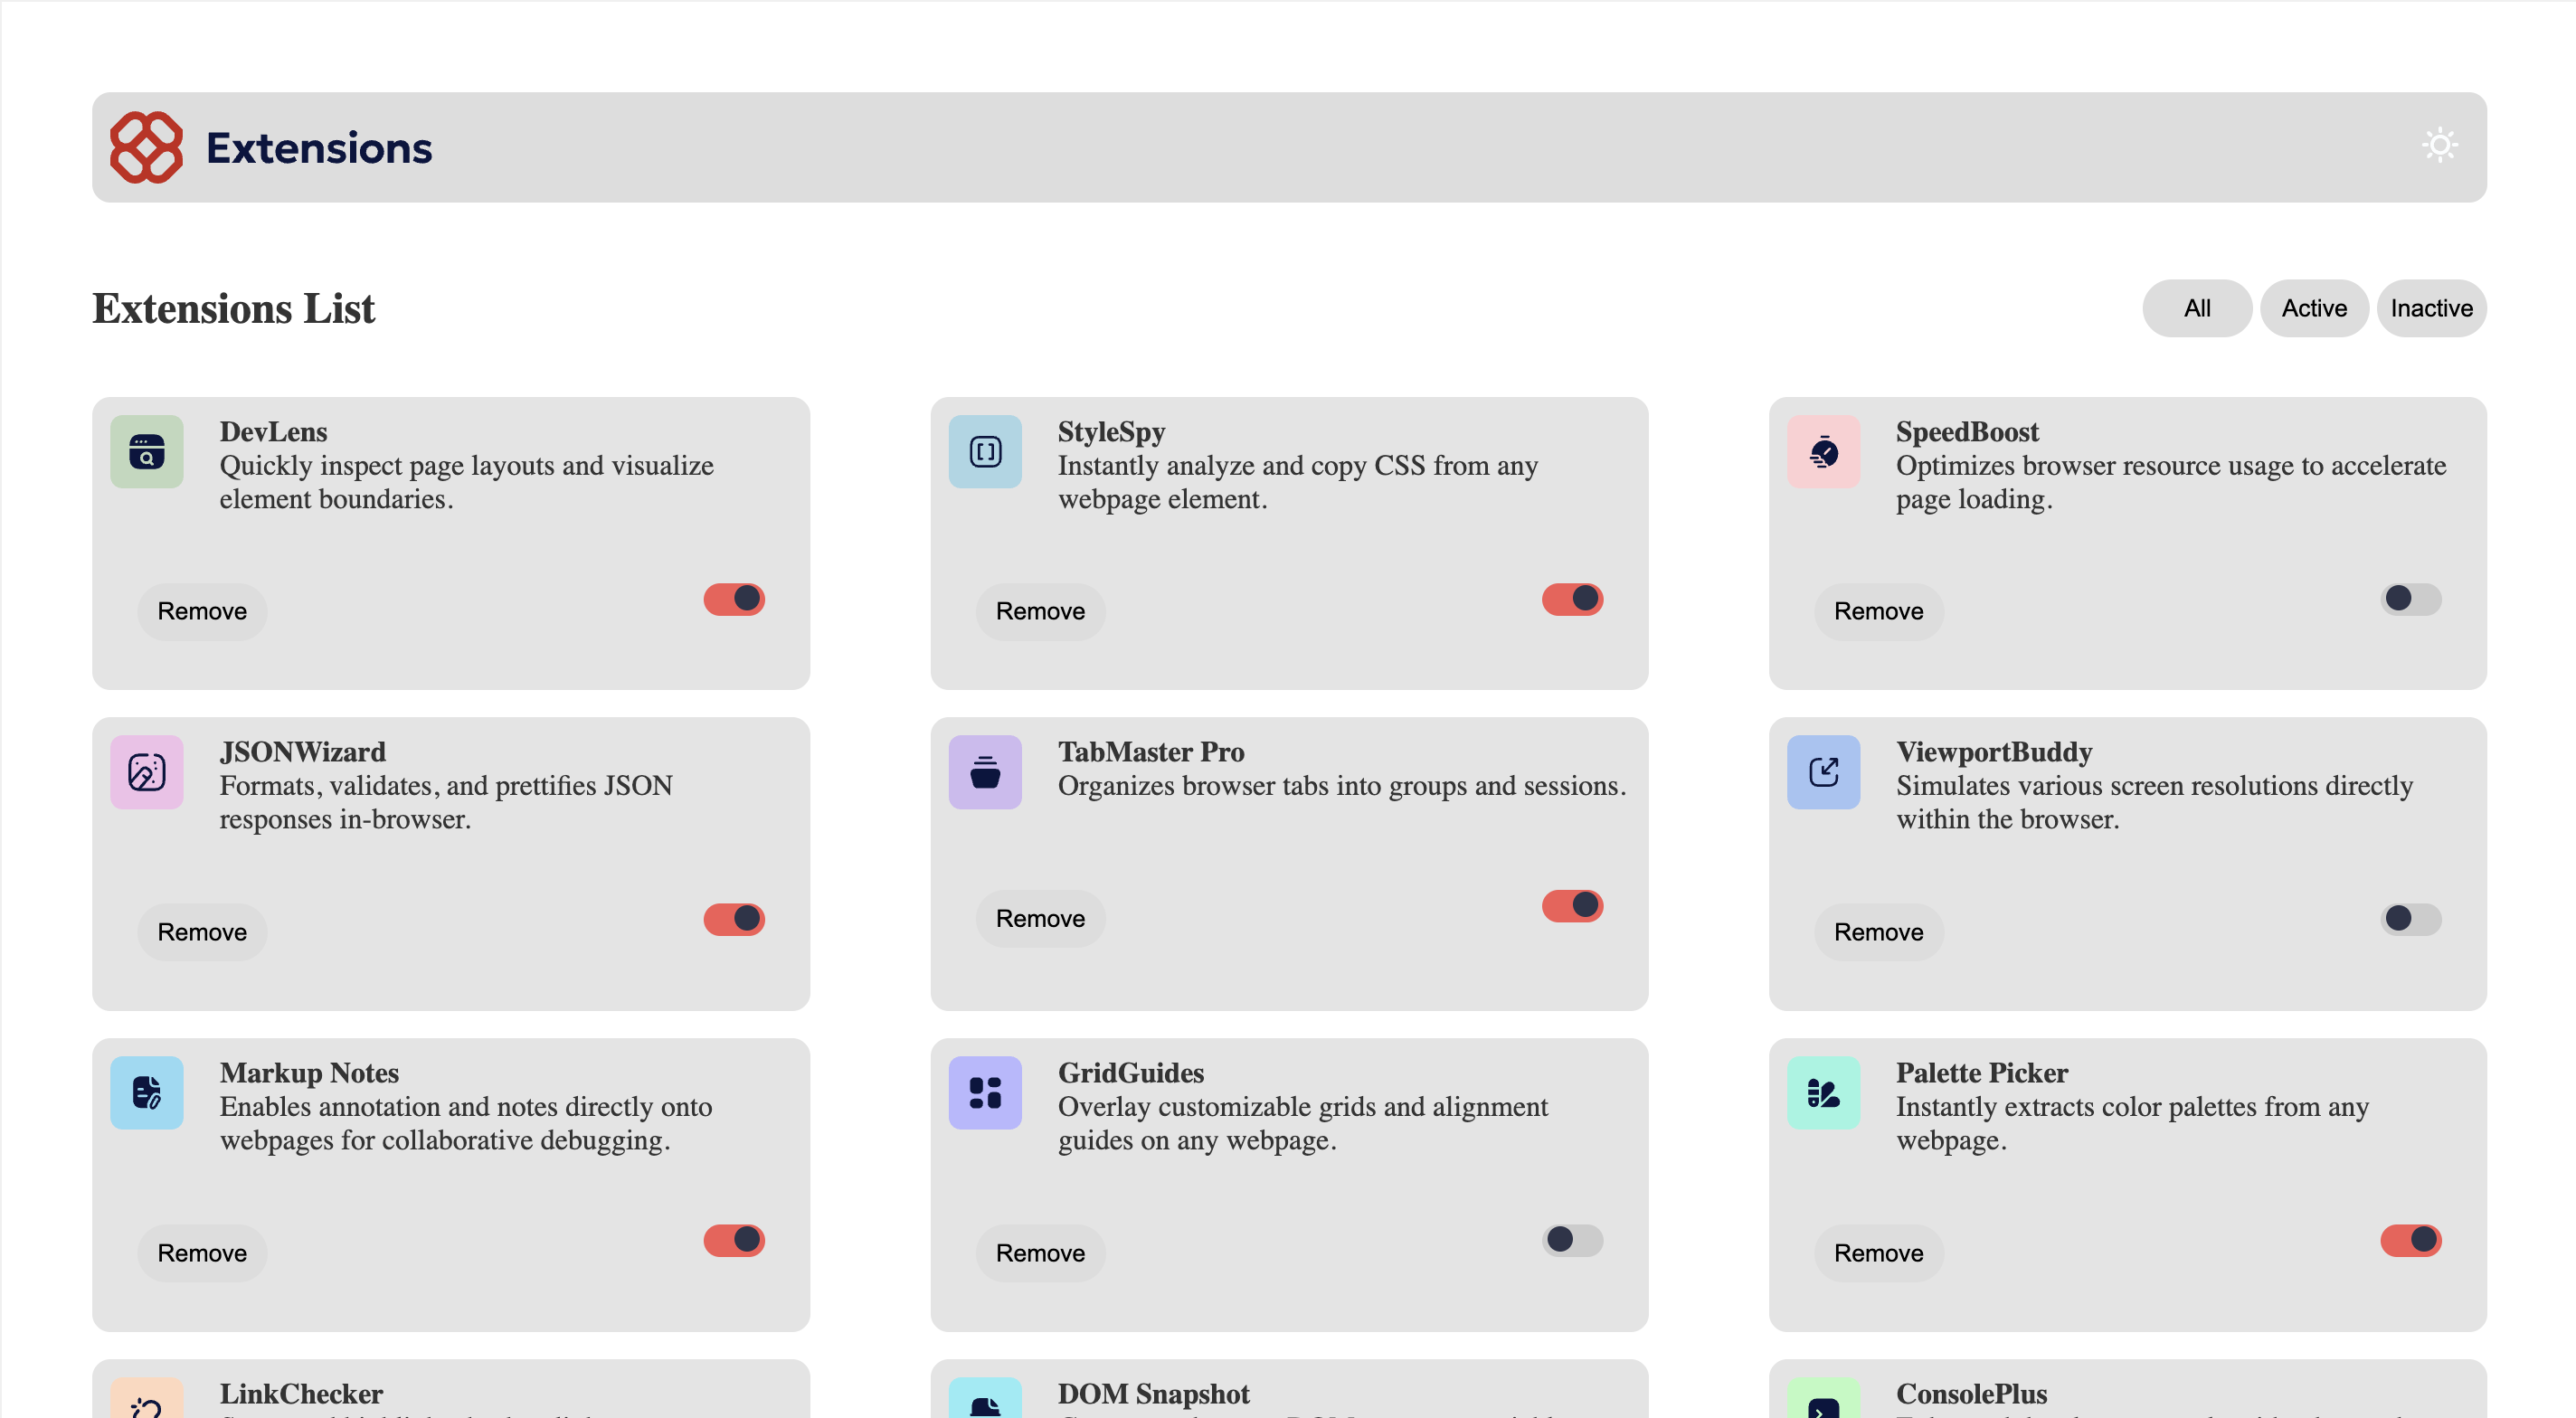 Extensions
Extensions List
All
Active
Inactive
DevLens
Quickly inspect page layouts and visualize
element boundaries.
Remove
StyleSpy
Instantly analyze and copy CSS from any
webpage element.
Remove
SpeedBoost
Optimizes browser resource usage to accelerate
page loading.
Remove
JSONWizard
Formats, validates, and prettifies JSON
responses in-browser.
Remove
TabMaster Pro
Organizes browser tabs into groups and sessions.
Remove
ViewportBuddy
Simulates various screen resolutions directly
within the browser.
Remove
Markup Notes
Enables annotation and notes directly onto
webpages for collaborative debugging.
Remove
GridGuides
Overlay customizable grids and alignment
guides on any webpage.
Remove
Palette Picker
Instantly extracts color palettes from any
webpage.
Remove
LinkChecker
DOM Snapshot
ConsolePlus